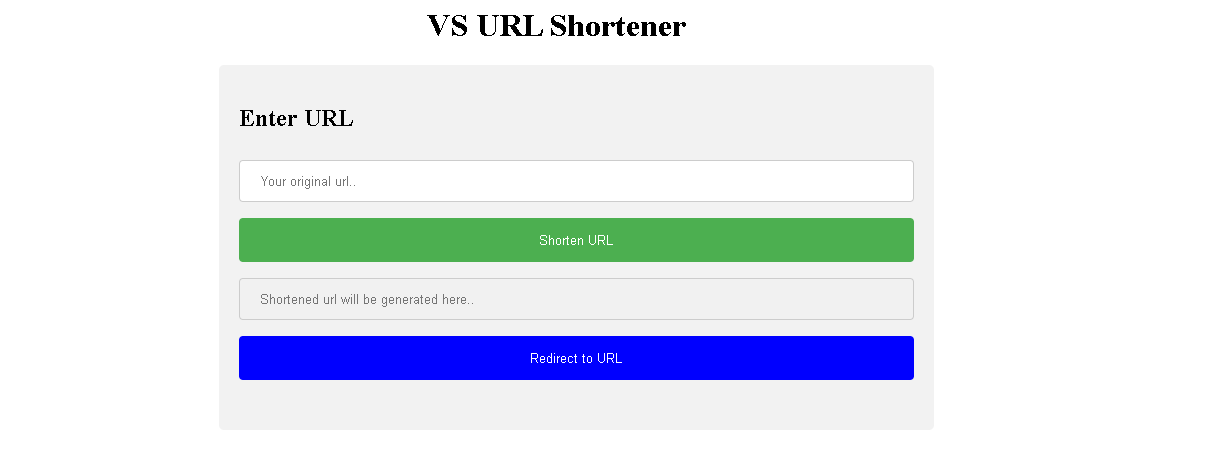 VS URL Shortener
Enter URL
Your original url..
Shorten URL
Shortened url will be generated here..
Redirect to URL